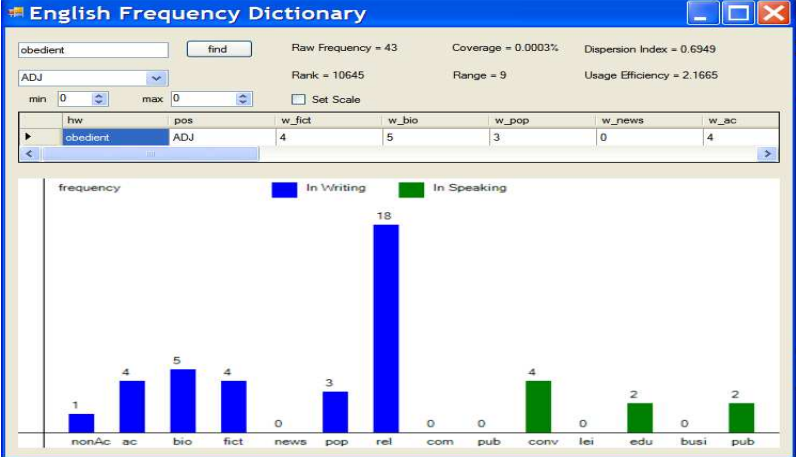 English Frequency Dictionary
obedient find Raw Frequency = 43 Coverage = 0.0003% Dispersion Index = 0.6949
ADJ Rank = 10645 Range = 9 Usage Efficiency = 2.1665
min 0 max 0 Set Scale
hw pos w_fict w_bio w_pop w_news w_ac
obedient ADJ 4 5 3 0 4
frequency In Writing In Speaking
18
5
4 4 4
3
2 2
1
0 0 0 0 0
nonAc ac bio fict news pop rel com pub conv lei edu busi pub